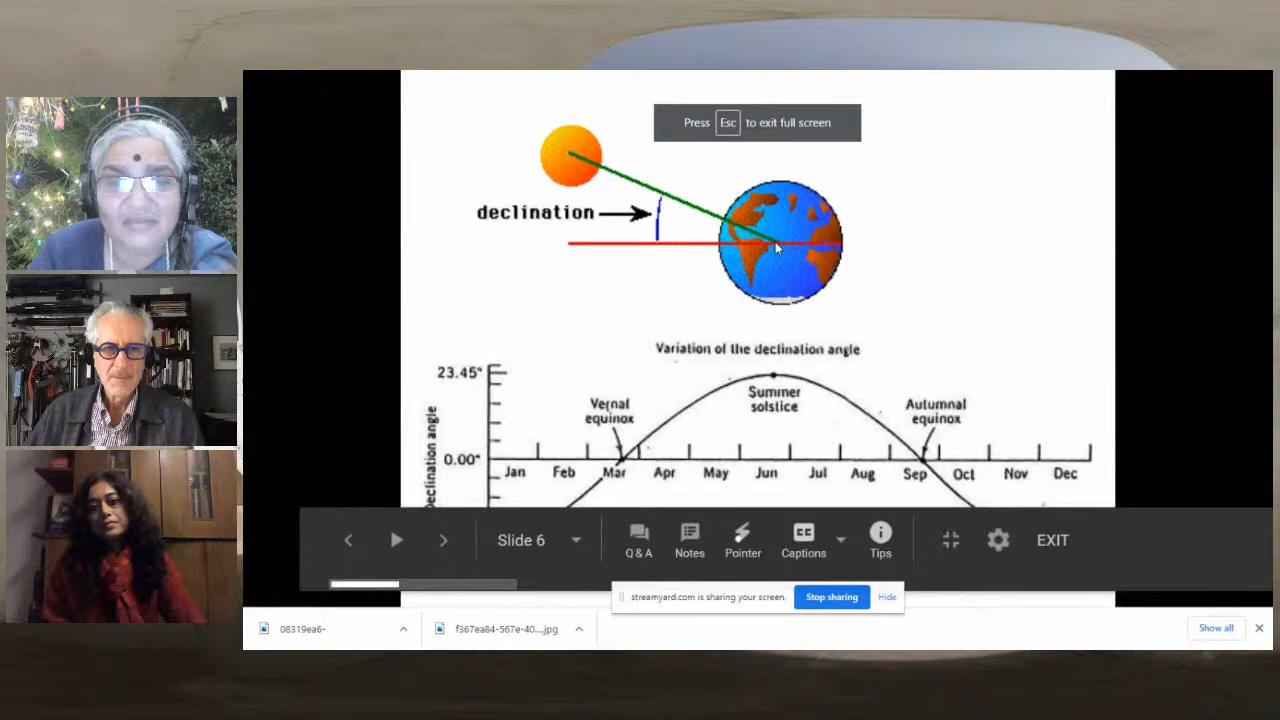 Press Esc to exit full screen
declination
Variation of the declination angle
23.45°
Summer
solstice
Vernal
equinox
Autumnal
equinox
Declination angle
0.00°
Jan Feb Mar Apr May Jun Jul Aug Sep Oct Nov Dec
Slide 6
Q & A
Notes
Pointer
Captions
CC
Tips
EXIT
streamyard.com is sharing your screen.
Stop sharing
Hide
08319ea6-
f367ea84-567e-40....jpg
Show all